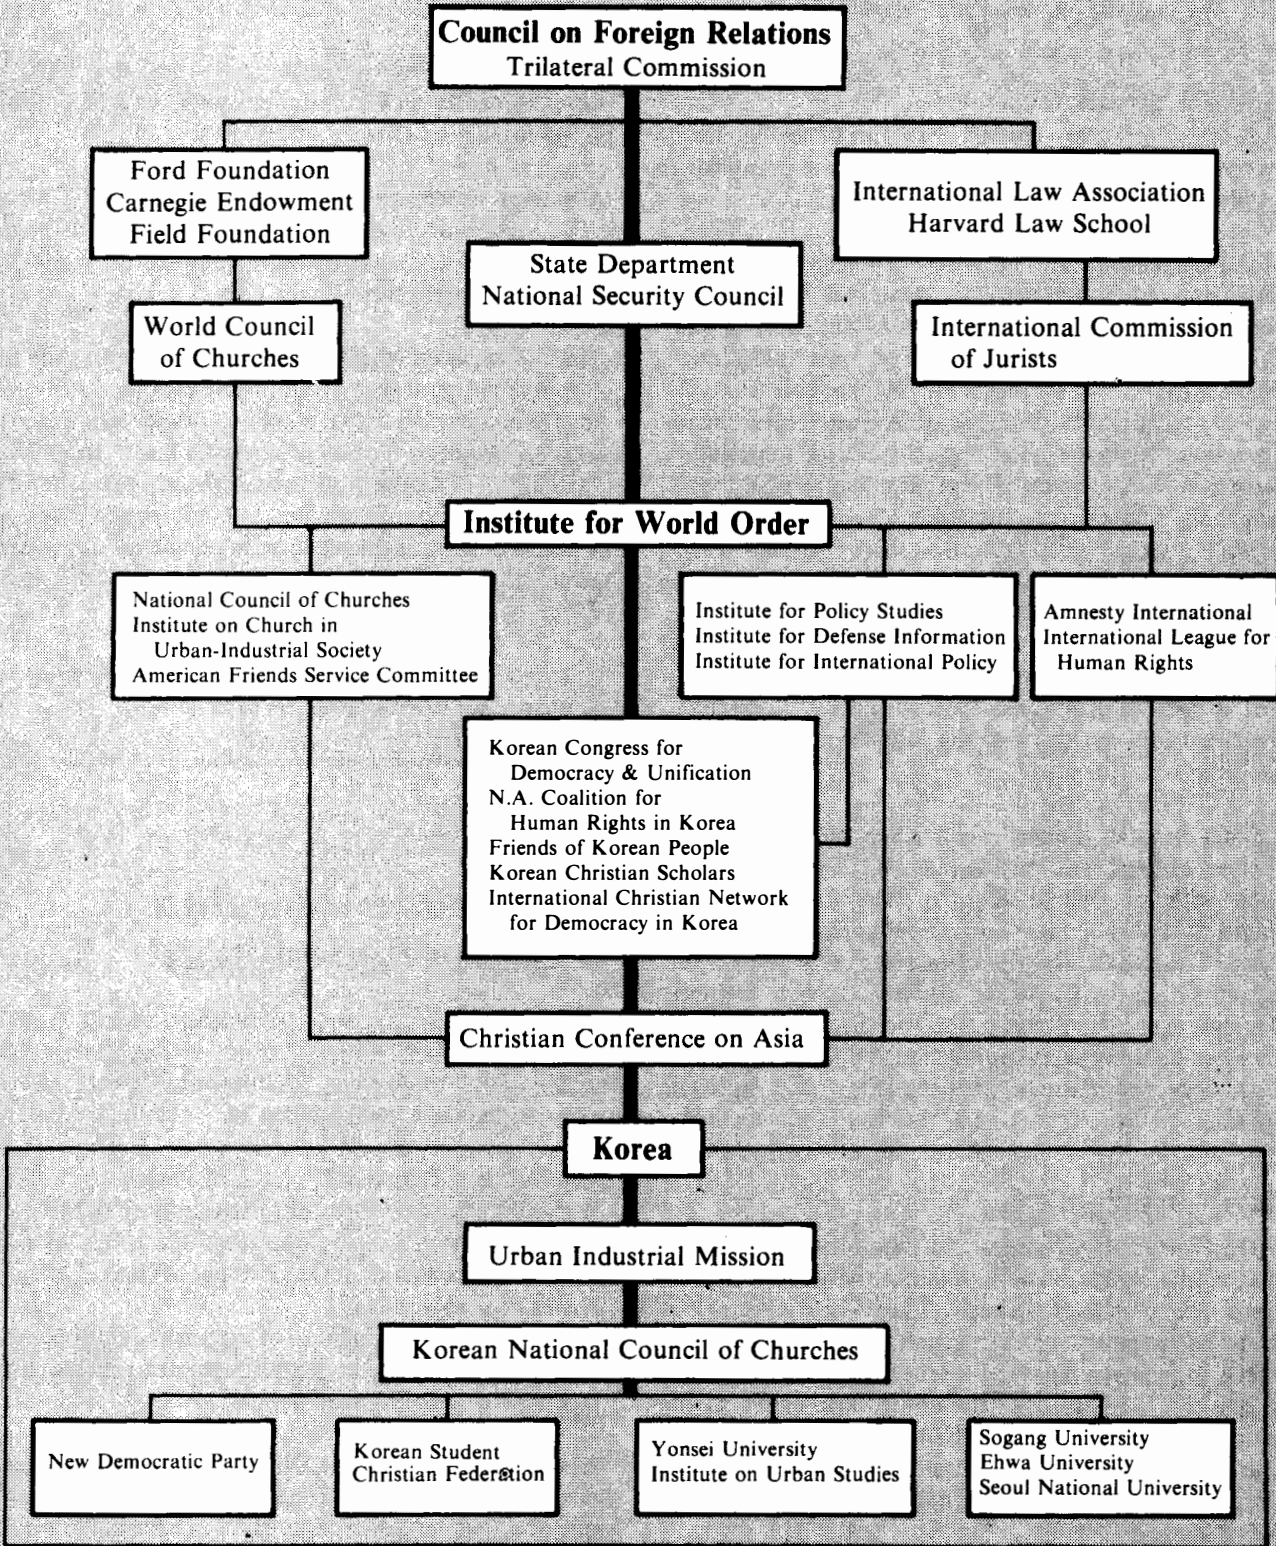 Council on Foreign Relations
Trilateral Commission
Ford Foundation
Carnegie Endowment
Field Foundation
International Law Association
Harvard Law School
State Department
National Security Council
World Council
of Churches
International Commission
of Jurists
Institute for World Order
National Council of Churches
Institute on Church in
Urban-Industrial Society
American Friends Service Committee
Institute for Policy Studies
Institute for Defense Information
Institute for International Policy
Amnesty International
International League for
Human Rights
Korean Congress for
Democracy & Unification
N.A. Coalition for
Human Rights in Korea
Friends of Korean People
Korean Christian Scholars
International Christian Network
for Democracy in Korea
Christian Conference on Asia
Korea
Urban Industrial Mission
Korean National Council of Churches
New Democratic Party
Korean Student
Christian Federation
Yonsei University
Institute on Urban Studies
Sogang University
Ehwa University
Seoul National University